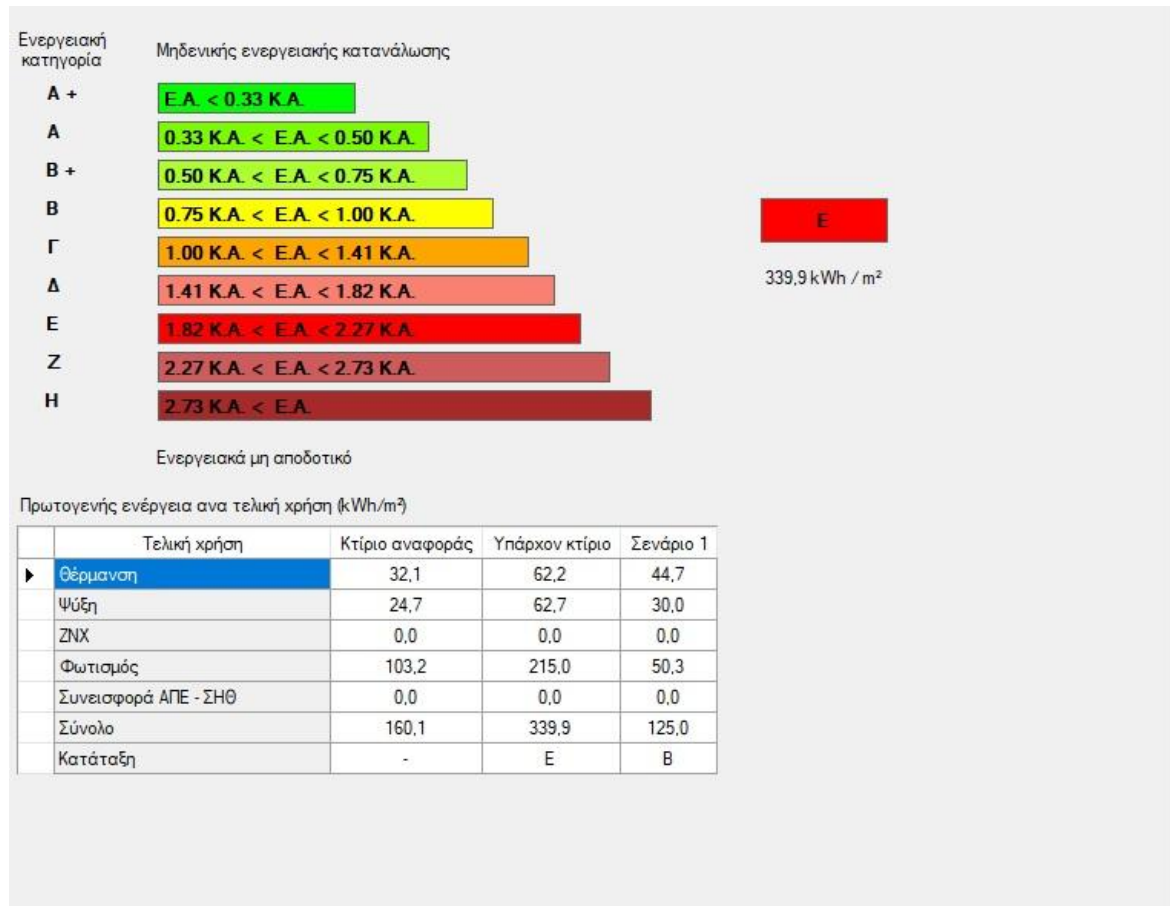 Ενεργειακή
κατηγορία
Μηδενικής ενεργειακής κατανάλωσης
A +
E.A. < 0.33 K.A.
A
0.33 K.A. < E.A. < 0.50 K.A.
B +
0.50 K.A. < E.A. < 0.75 K.A.
B
0.75 K.A. < E.A. < 1.00 K.A.
Γ
1.00 K.A. < E.A. < 1.41 K.A.
Δ
1.41 K.A. < E.A. < 1.82 K.A.
E
1.82 K.A. < E.A. < 2.27 K.A.
Z
2.27 K.A. < E.A. < 2.73 K.A.
H
2.73 K.A. < E.A.
Ενεργειακά μη αποδοτικό
E
339,9 kWh / m²
Πρωτογενής ενέργεια ανα τελική χρήση (kWh/m²)
Τελική χρήση Κτίριο αναφοράς Υπάρχον κτίριο Σενάριο 1
Θέρμανση 32,1 62,2 44,7
Ψύξη 24,7 62,7 30,0
ΖΝΧ 0,0 0,0 0,0
Φωτισμός 103,2 215,0 50,3
Συνεισφορά ΑΠΕ - ΣΗΘ 0,0 0,0 0,0
Σύνολο 160,1 339,9 125,0
Κατάταξη - E B